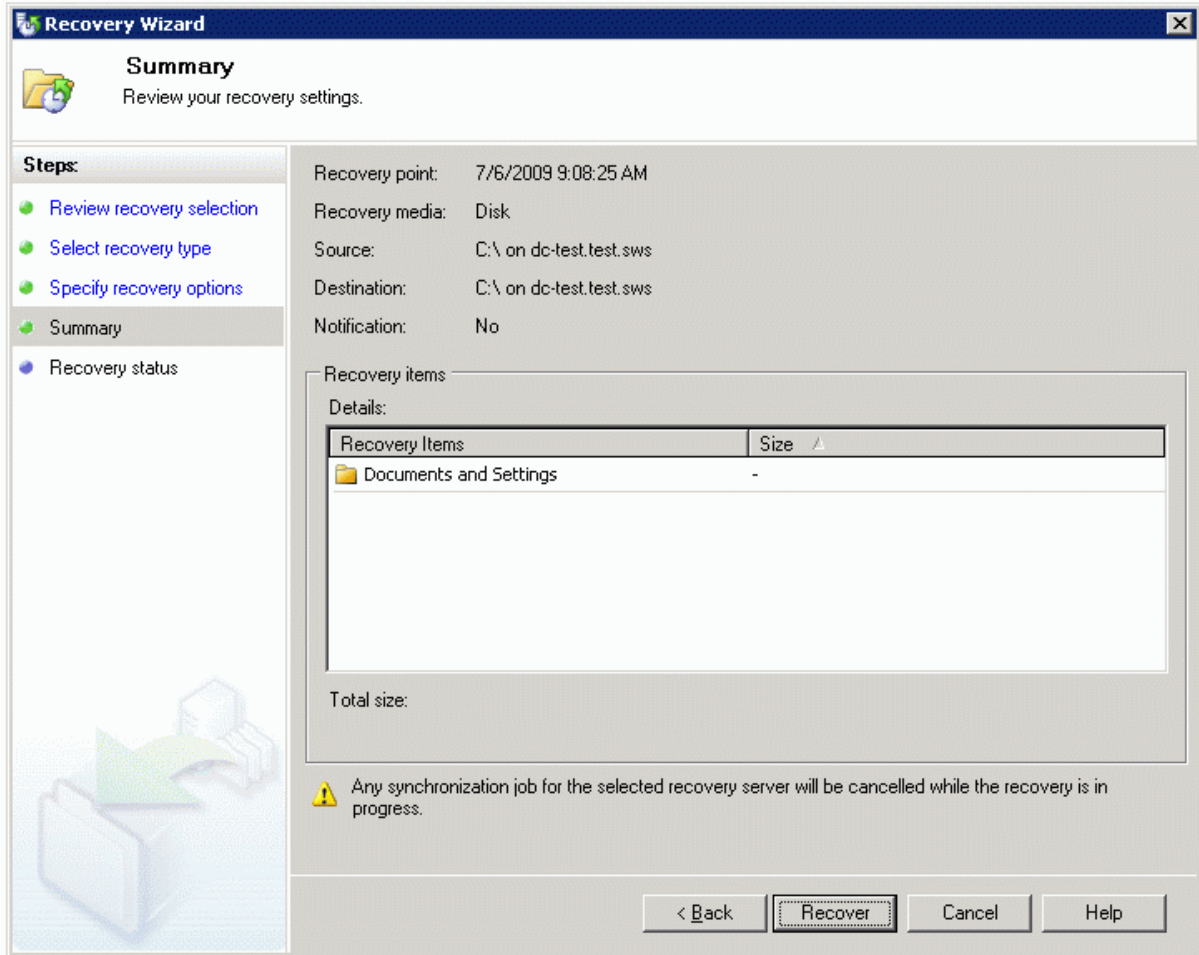 Recovery Wizard
Summary
Review your recovery settings.
Steps:
Review recovery selection
Select recovery type
Specify recovery options
Summary
Recovery status
Recovery point: 7/6/2009 9:08:25 AM
Recovery media: Disk
Source: C:\ on dc-test.test.sws
Destination: C:\ on dc-test.test.sws
Notification: No
Recovery items
Details:
Recovery Items Size
Documents and Settings -
Total size:
Any synchronization job for the selected recovery server will be cancelled while the recovery is in
progress.
< Back Recover Cancel Help